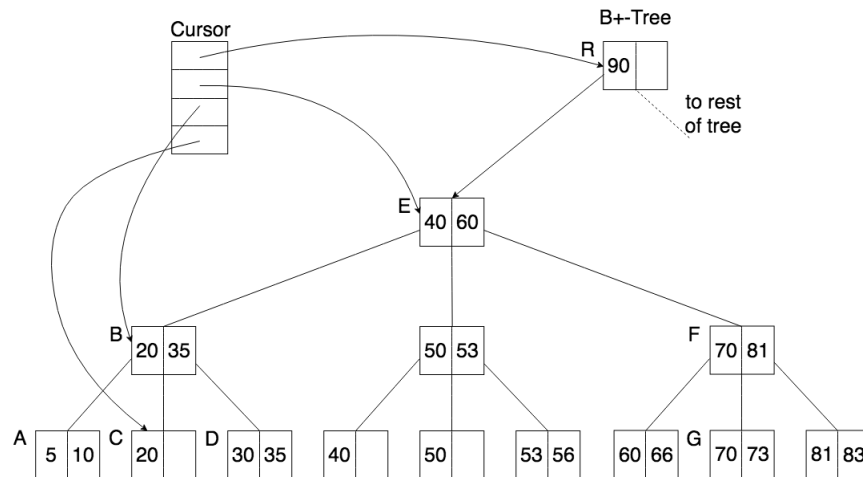 B+-Tree
Cursor
R
90
to rest
of tree
E
40 60
B
20 35
50 53
F
70 81
A
5 10
C
20
D
30 35
40
50
53 56
60 66
G
70 73
81 83